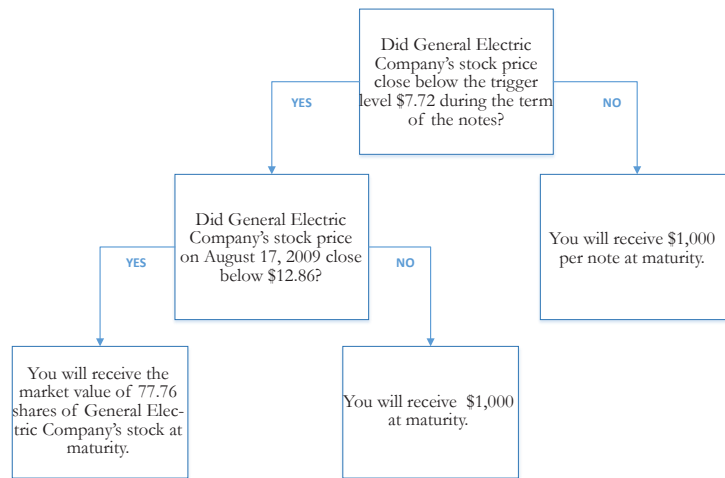 Did General Electric
Company's stock price
close below the trigger
level $7.72 during the term
of the notes?
YES
NO
Did General Electric
Company's stock price
on August 17, 2009 close
below $12.86?
You will receive $1,000
per note at maturity.
YES
NO
You will receive the
market value of 77.76
shares of General Elec-
tric Company's stock at
maturity.
You will receive $1,000
at maturity.